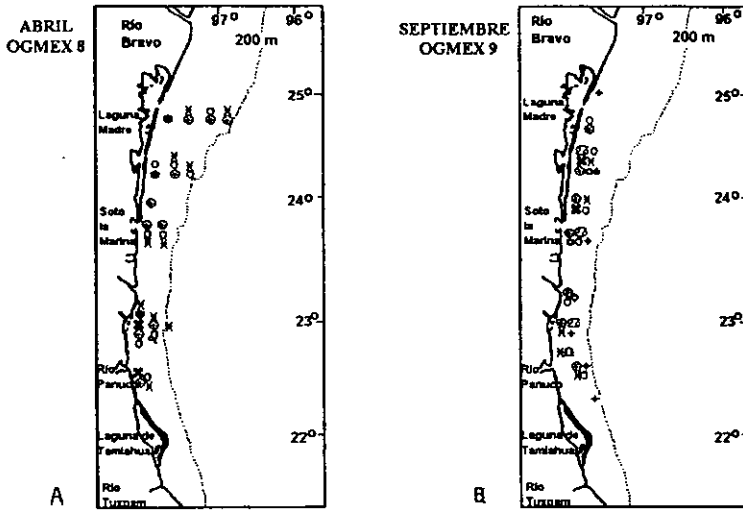 ABRIL
OGMEX 8
97° 96°
Río
Bravo
200 m
25°
Laguna
Madre
24°
Soto
la
Marina
23°
Río
Panuco
22°
Laguna de
Tamiahua
Río
Tuxpam
A
SEPTIEMBRE
OGMEX 9
97° 96°
Río
Bravo
200 m
25°
Laguna
Madre
24°
Soto
la
Marina
23°
Río
Panuco
22°
Laguna de
Tamiahua
Río
Tuxpam
B